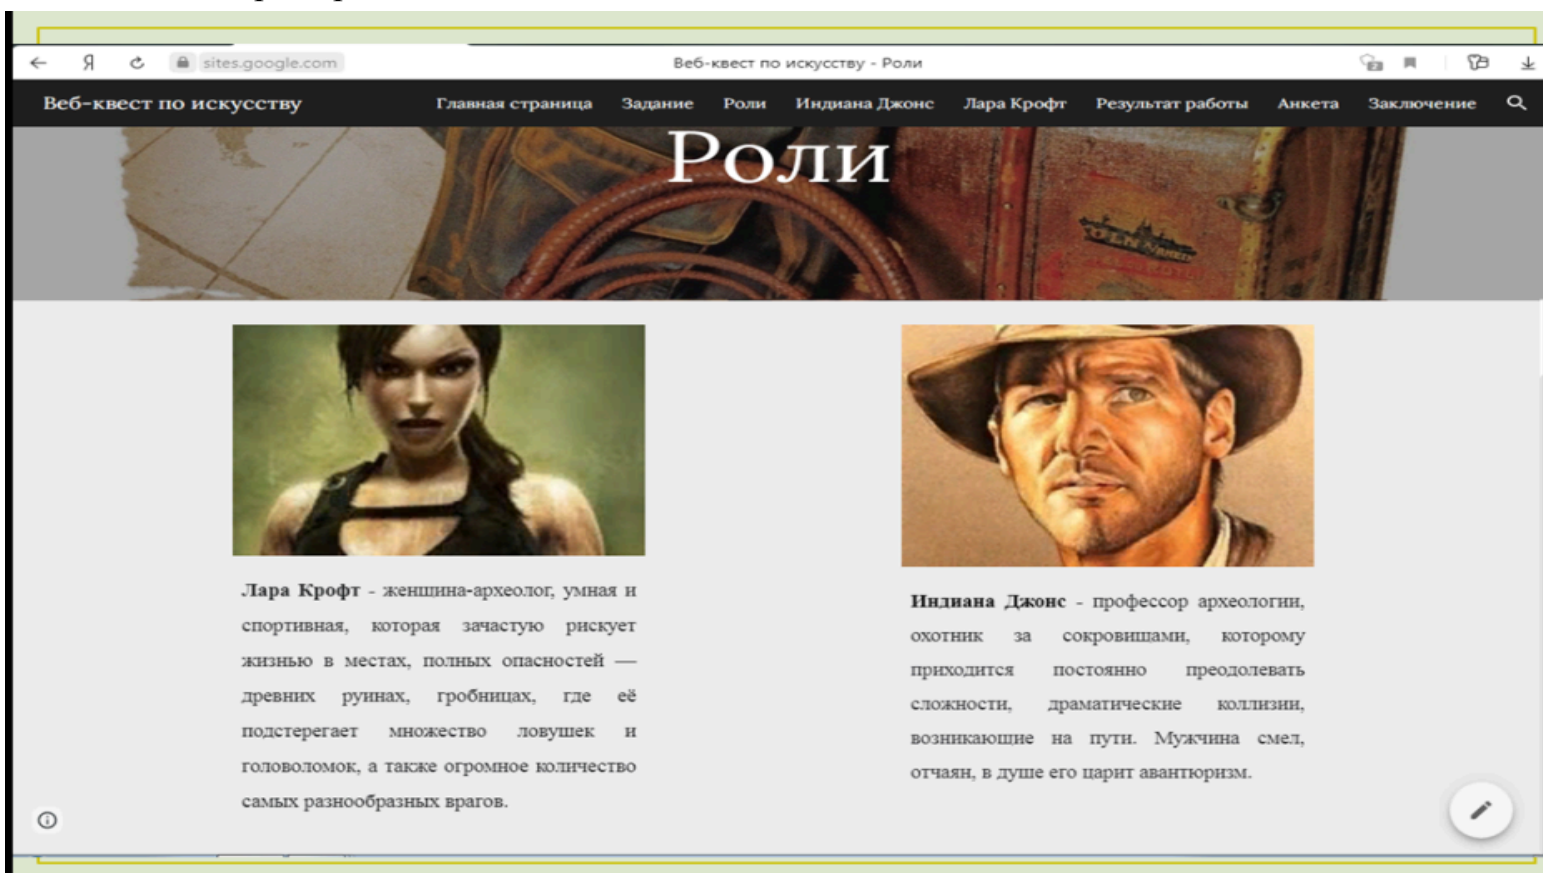 sites.google.com
Веб-квест по искусству - Роли
Веб-квест по искусству
Главная страница Задание Роли Индиана Джонс Лара Крофт Результат работы Анкета Заключение
Роли
Лара Крофт - женщина-археолог, умная и
спортивная, которая зачастую рискует
жизнью в местах, полных опасностей —
древних руинах, гробницах, где её
подстерегает множество ловушек и
головоломок, а также огромное количество
самых разнообразных врагов.
Индиана Джонс - профессор археологии,
охотник за сокровищами, которому
приходится постоянно преодолевать
сложности, драматические коллизии,
возникающие на пути. Мужчина смел,
отчаян, в душе его царит авантюризм.